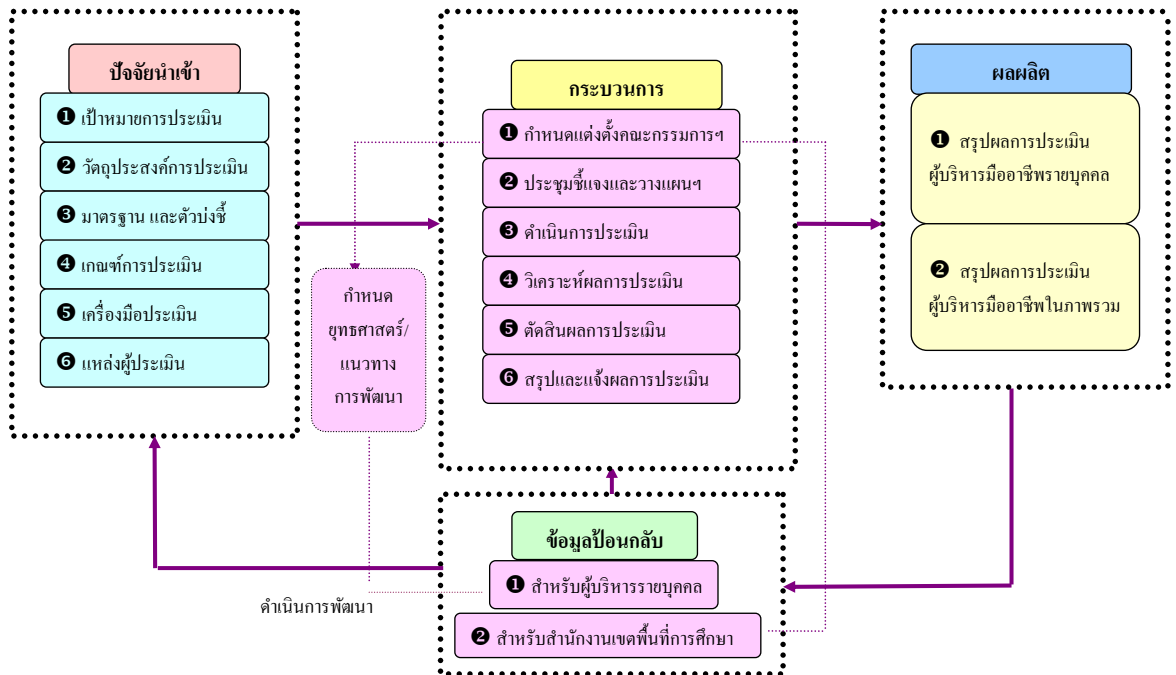 ปัจจัยนำเข้า
❶ เป้าหมายการประเมิน
❷ วัตถุประสงค์การประเมิน
❸ มาตรฐาน และตัวบ่งชี้
❹ เกณฑ์การประเมิน
❺ เครื่องมือประเมิน
❻ แหล่งผู้ประเมิน
กำหนด
ยุทธศาสตร์/
แนวทาง
การพัฒนา
กระบวนการ
❶ กำหนดแต่งตั้งคณะกรรมการฯ
❷ ประชุมชี้แจงและวางแผนฯ
❸ ดำเนินการประเมิน
❹ วิเคราะห์ผลการประเมิน
❺ ตัดสินผลการประเมิน
❻ สรุปและแจ้งผลการประเมิน
ผลผลิต
❶ สรุปผลการประเมิน
ผู้บริหารมืออาชีพรายบุคคล
❷ สรุปผลการประเมิน
ผู้บริหารมืออาชีพในภาพรวม
ข้อมูลป้อนกลับ
❶ สำหรับผู้บริหารรายบุคคล
❷ สำหรับสำนักงานเขตพื้นที่การศึกษา
ดำเนินการพัฒนา